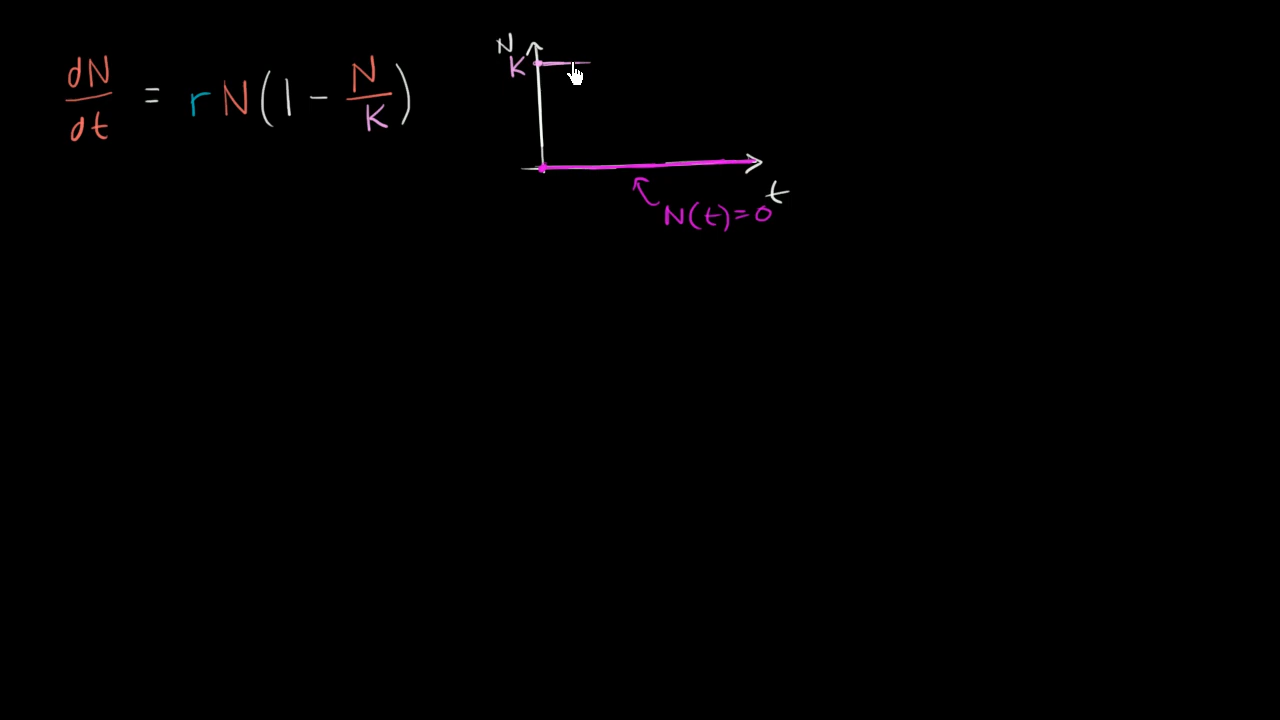 dN/dt = rN(1 - N/K)
N
K
t
N(t)=0